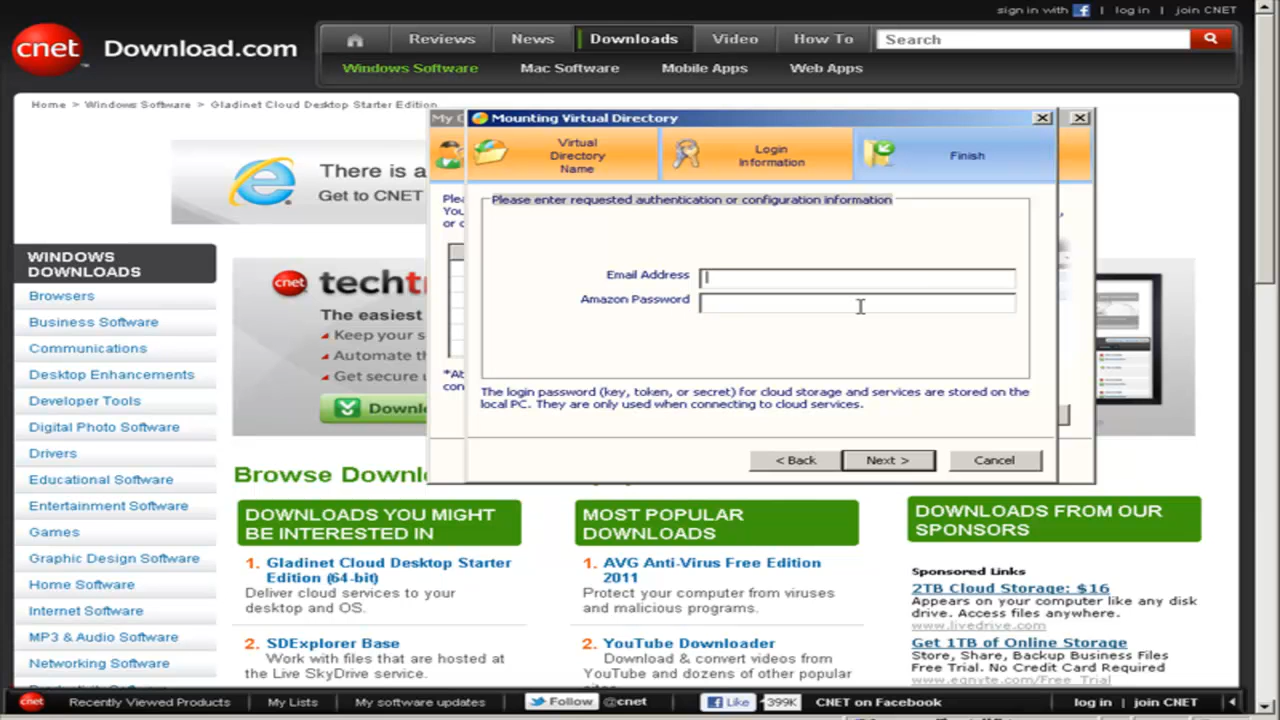 sign in with f | log in | join CNET
cnet Download.com
Reviews News Downloads Video How To Search
Windows Software Mac Software Mobile Apps Web Apps
Home > Windows Software > Gladinet Cloud Desktop Starter Edition
There is a
Get to CNET
My
Mounting Virtual Directory
Virtual Directory Name
Login Information
Finish
Please enter requested authentication or configuration information
Email Address
Amazon Password
The login password (key, token, or secret) for cloud storage and services are stored on the
local PC. They are only used when connecting to cloud services.
< Back Next > Cancel
WINDOWS
DOWNLOADS
Browsers
Business Software
Communications
Desktop Enhancements
Developer Tools
Digital Photo Software
Drivers
Educational Software
Entertainment Software
Games
Graphic Design Software
Home Software
Internet Software
MP3 & Audio Software
Networking Software
cnet tech
The easiest
Keep your s
Automate th
Get secure
Downl
Browse Downl
DOWNLOADS YOU MIGHT
BE INTERESTED IN
1. Gladinet Cloud Desktop Starter
Edition (64-bit)
Deliver cloud services to your
desktop and OS.
2. SDExplorer Base
Work with files that are hosted at
the Live SkyDrive service.
MOST POPULAR
DOWNLOADS
1. AVG Anti-Virus Free Edition
2011
Protect your computer from viruses
and malicious programs.
2. YouTube Downloader
Download & convert videos from
YouTube and dozens of other popular
DOWNLOADS FROM OUR
SPONSORS
Sponsored Links
2TB Cloud Storage: $16
Appears on your computer like any disk
drive. Access files anywhere.
www.livedrive.com
Get 1TB of Online Storage
Store, Share, Backup Business Files
Free Trial. No Credit Card Required
www.egnyte.com/Free_Trial
cnet Recently Viewed Products My Lists My software updates Follow @cnet Like 399K CNET on Facebook log in | join CNET